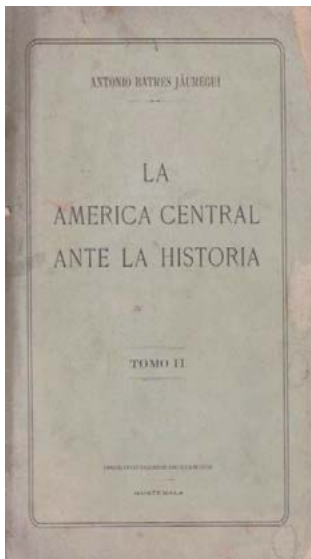 ANTONIO BATRES JÁUREGUI
LA
AMERICA CENTRAL
ANTE LA HISTORIA
TOMO II
GUATEMALA